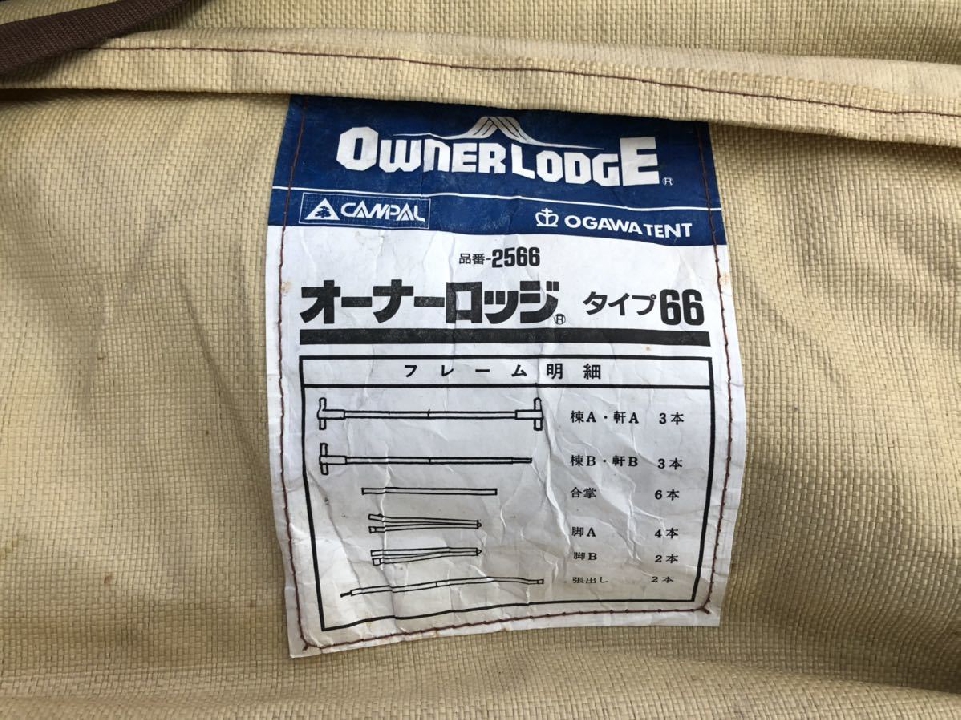 OWNERLODGE®
CAMPAL
OGAWA TENT
品番-2566
オーナーロッジ® タイプ66
フレーム明細
棟A・軒A 3本
棟B・軒B 3本
合掌 6本
脚A 4本
脚B 2本
張出し 2本